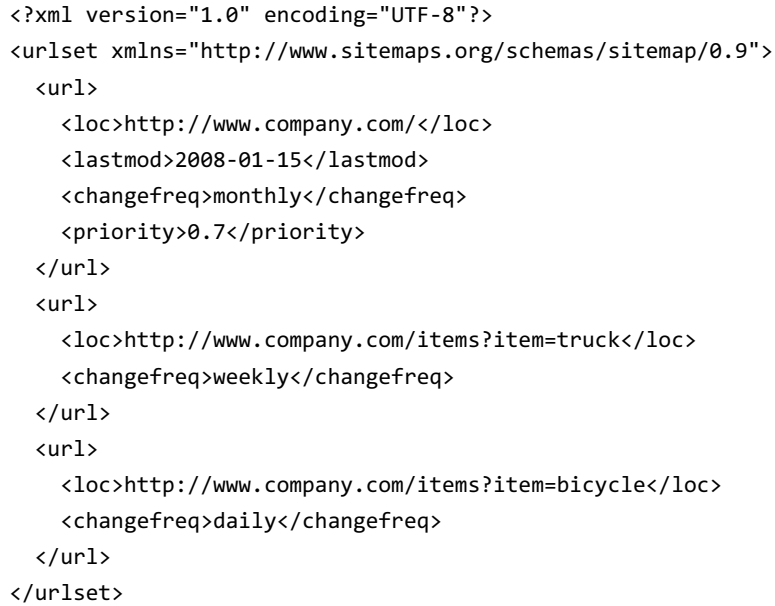 <?xml version="1.0" encoding="UTF-8"?>
<urlset xmlns="http://www.sitemaps.org/schemas/sitemap/0.9">
  <url>
    <loc>http://www.company.com/</loc>
    <lastmod>2008-01-15</lastmod>
    <changefreq>monthly</changefreq>
    <priority>0.7</priority>
  </url>
  <url>
    <loc>http://www.company.com/items?item=truck</loc>
    <changefreq>weekly</changefreq>
  </url>
  <url>
    <loc>http://www.company.com/items?item=bicycle</loc>
    <changefreq>daily</changefreq>
  </url>
</urlset>